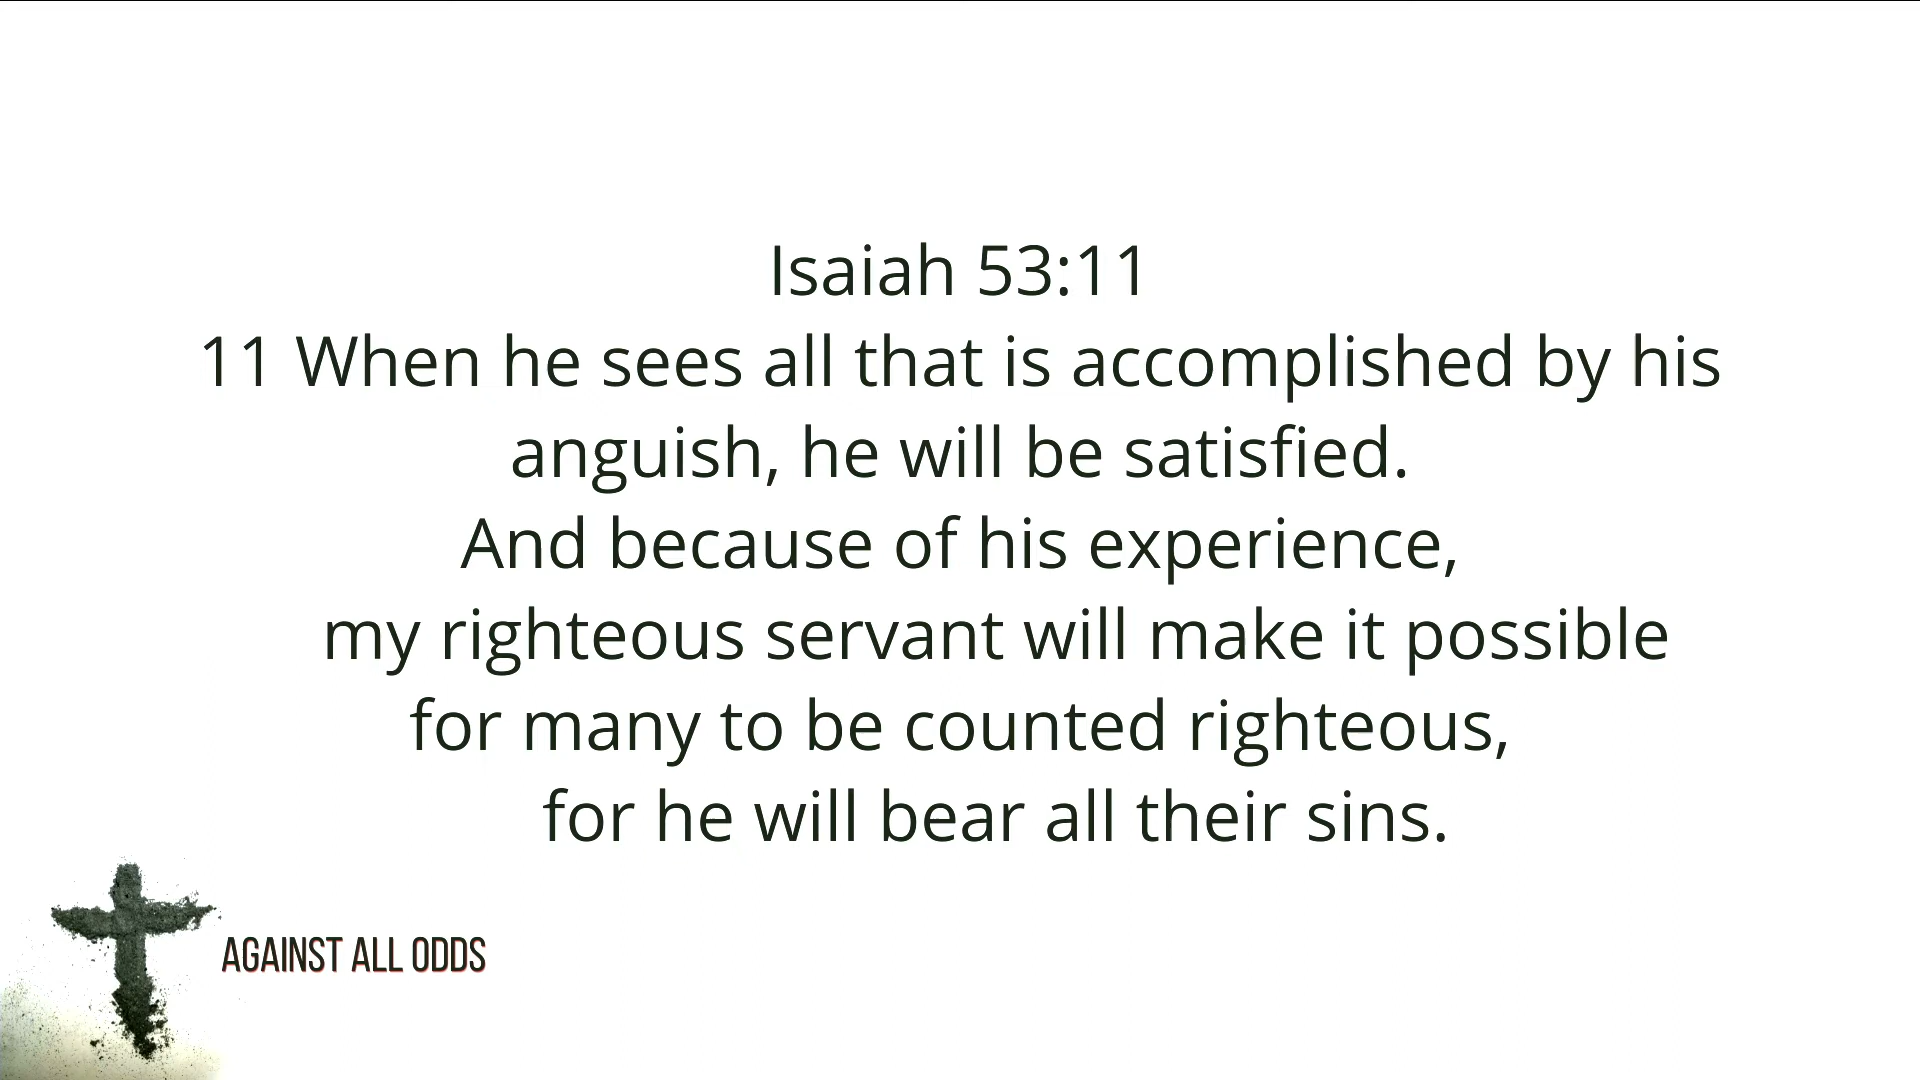 Isaiah 53:11
11 When he sees all that is accomplished by his
anguish, he will be satisfied.
And because of his experience,
my righteous servant will make it possible
for many to be counted righteous,
for he will bear all their sins.
AGAINST ALL ODDS